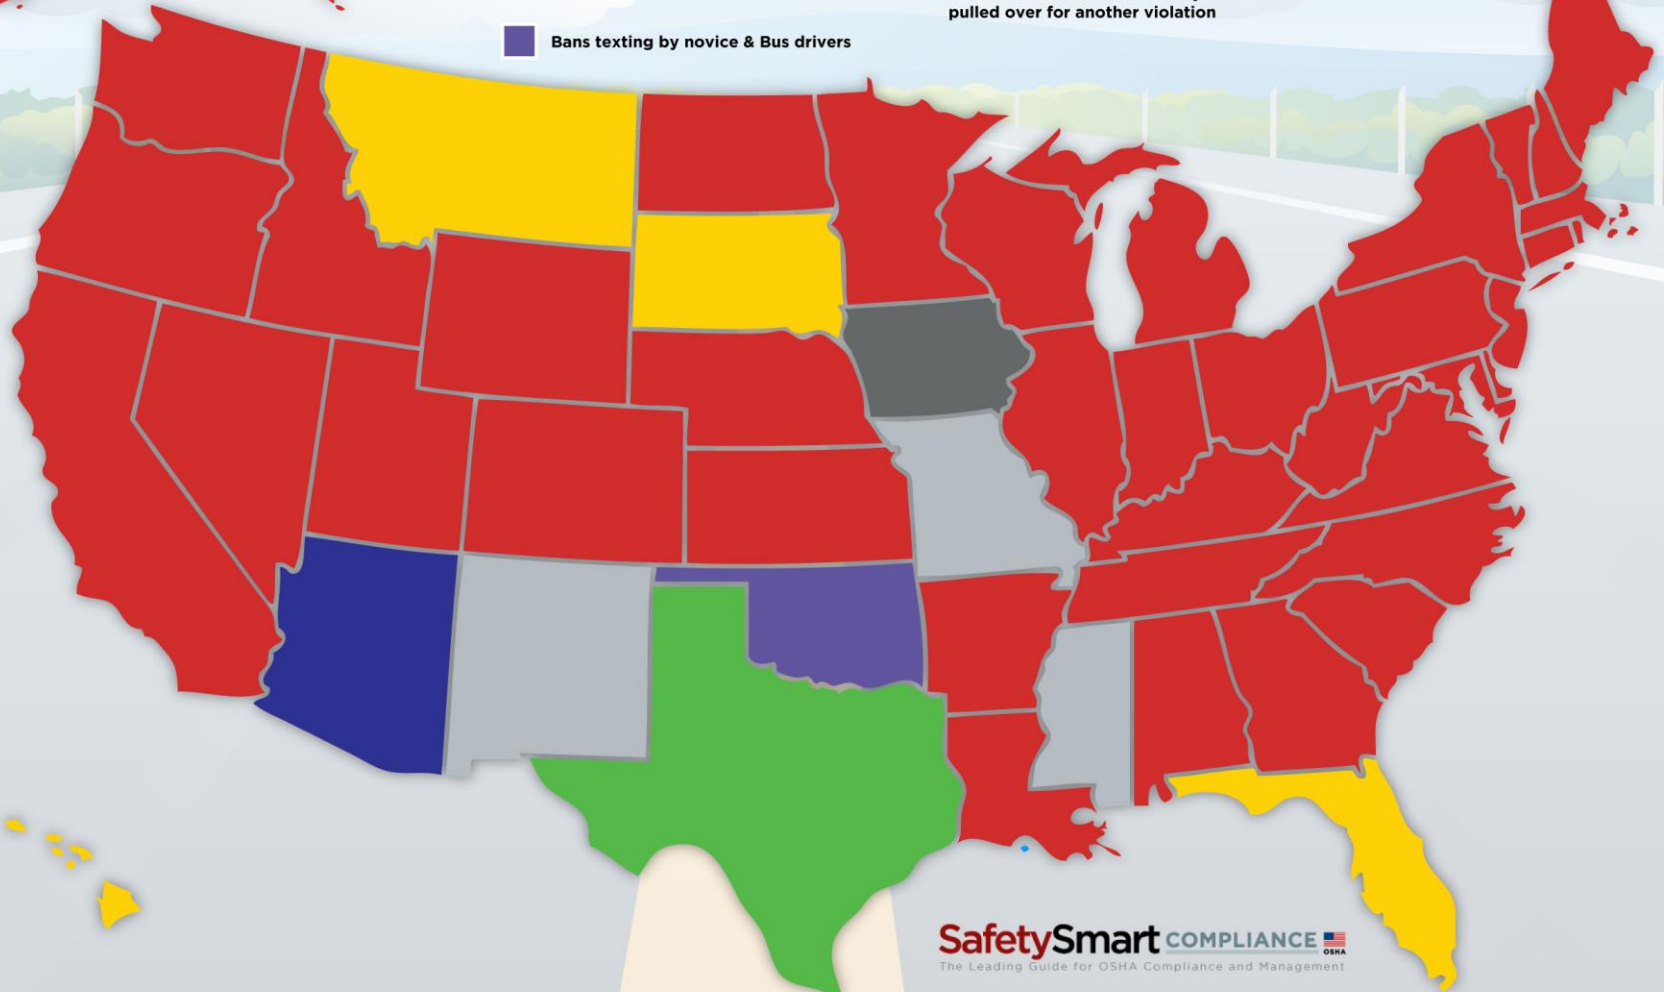 pulled over for another violation
Bans texting by novice & Bus drivers
SafetySmart COMPLIANCE OSHA
The Leading Guide for OSHA Compliance and Management